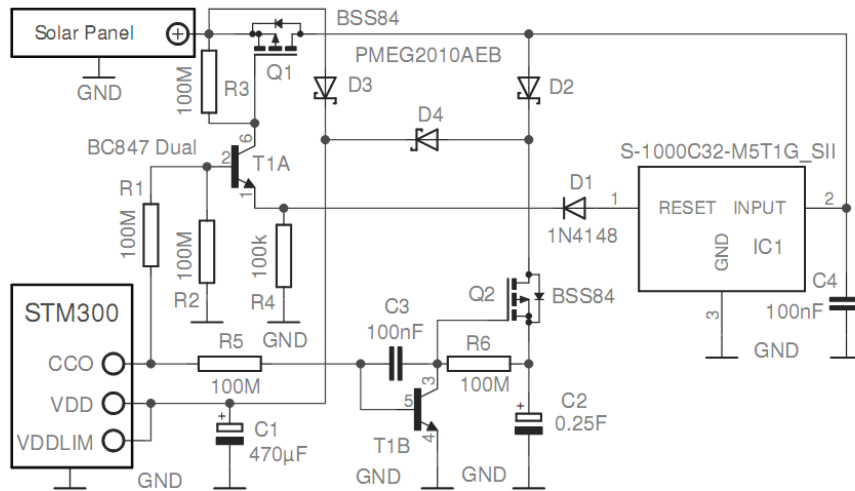 BSS84
Solar Panel
PMEG2010AEB
Q1
R3
100M
GND
D3
D2
D4
BC847 Dual
6
2
T1A
1
S-1000C32-M5T1G_SII
R1
100M
D1
1
RESET
INPUT
2
1N4148
GND
IC1
100M
R2
100k
R4
Q2
BSS84
C4
100nF
3
STM300
C3
100nF
GND
GND
CCO
R5
100M
R6
100M
3
5
4
VDD
VDDLIM
C1
470µF
C2
0.25F
T1B
GND
GND
GND